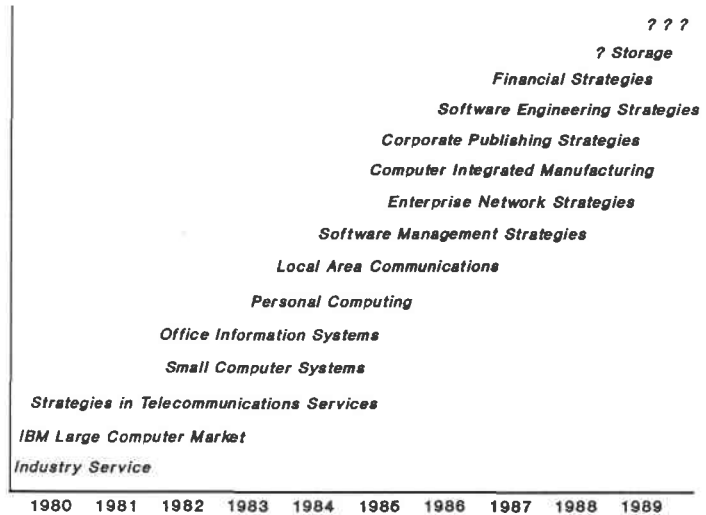 ? ? ?
? Storage
Financial Strategies
Software Engineering Strategies
Corporate Publishing Strategies
Computer Integrated Manufacturing
Enterprise Network Strategies
Software Management Strategies
Local Area Communications
Personal Computing
Office Information Systems
Small Computer Systems
Strategies in Telecommunications Services
IBM Large Computer Market
Industry Service
1980 1981 1982 1983 1984 1985 1986 1987 1988 1989